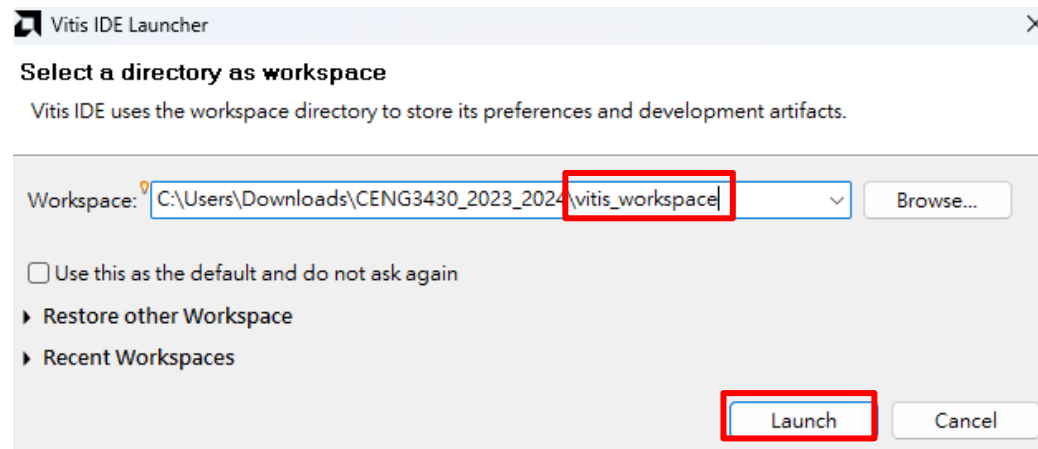 Vitis IDE Launcher
Select a directory as workspace
Vitis IDE uses the workspace directory to store its preferences and development artifacts.
Workspace: C:\Users\Downloads\CENG3430_2023_2024\vitis_workspace Browse...
Use this as the default and do not ask again
Restore other Workspace
Recent Workspaces
Launch Cancel